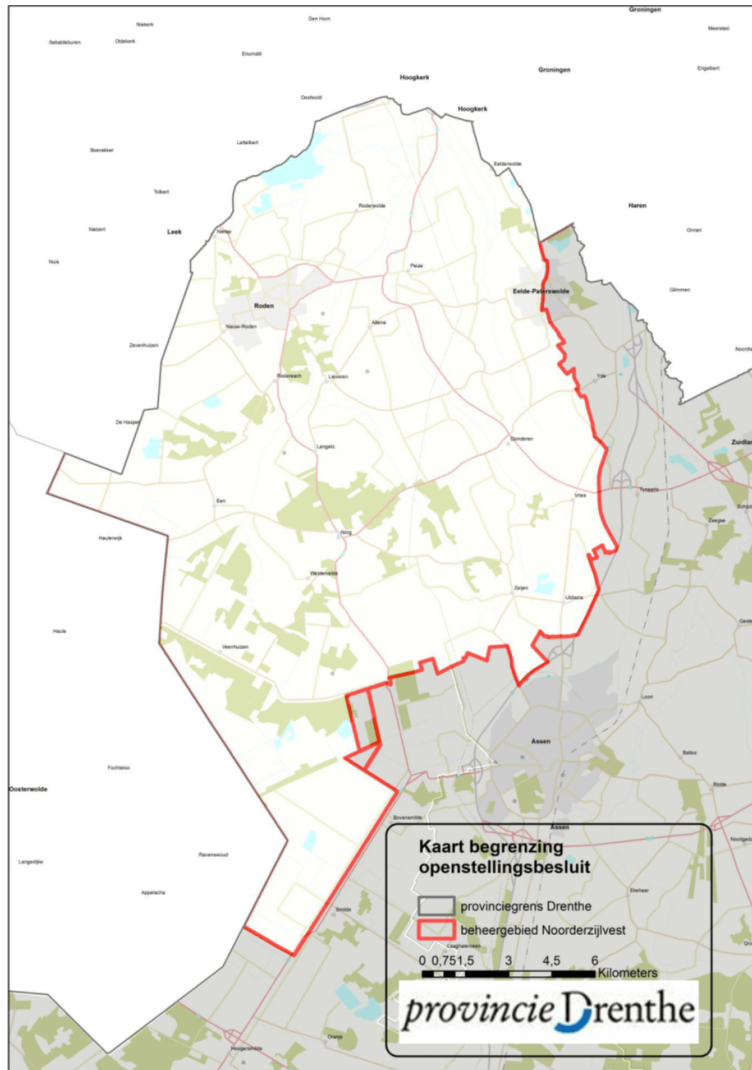 Groningen
Den Horn
Niekerk
Meerstad
Sebaldeburen
Oldekerk
Enumatil
Groningen
Engelbert
Hoogkerk
Oostwold
Hoogkerk
Lettelbert
Boerakker
Eelderwolde
Tolbert
Roderwolde
Haren
Niebert
Leek
Nietap
Onnen
Nuis
Peize
Glimmen
Eelde-Paterswolde
Roden
Altena
Nieuw-Roden
Zevenhuizen
Noordla
Roderesch
Lieveren
Yde
De Haspel
Langelo
Donderen
Zuidlar
Een
Vries
Tynaarlo
Haulerwijk
Norg
Zeegse
Westervelde
Zeijen
Ubbena
Haule
Veenhuizen
Loon
Assen
Fochteloo
Balloo
Oosterwolde
Rolde
Bovensmilde
Assen
Ravenswoud
Langedijke
Appelscha
Smilde
Kaart begrenzing
openstellingsbesluit
provinciegrens Drenthe
beheergebied Noorderzijlvest
0 0,75 1,5 3 4,5 6
Kilometers
provincie Drenthe
Oranje
Hoogersmilde